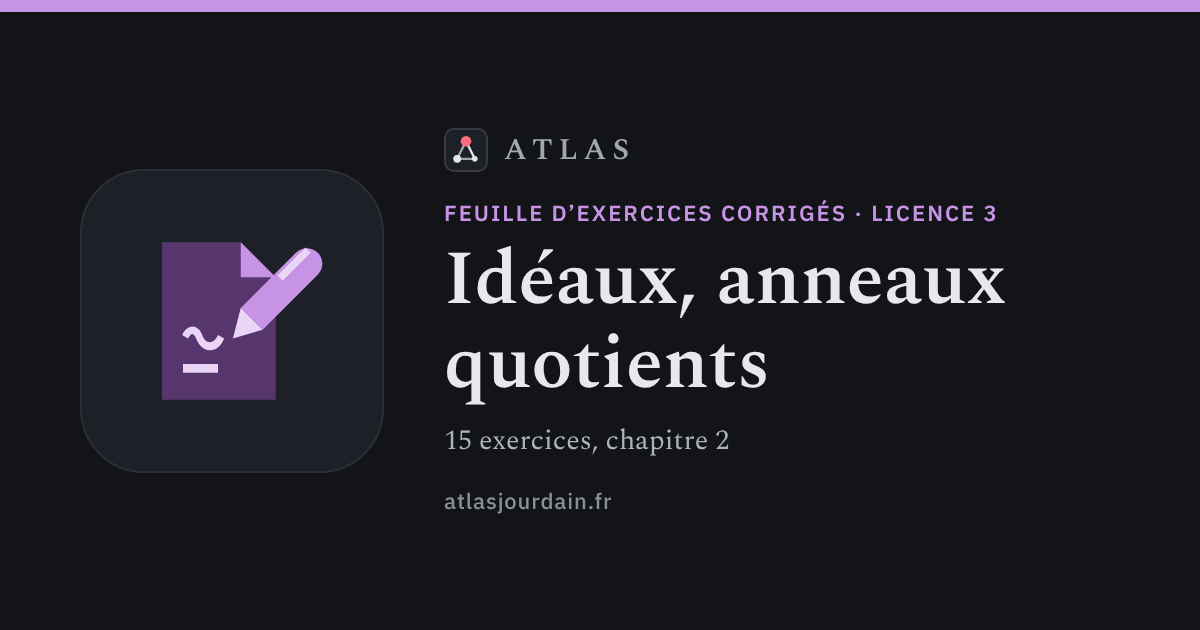 ATLAS
FEUILLE D’EXERCICES CORRIGÉS · LICENCE 3
Idéaux, anneaux
quotients
15 exercices, chapitre 2
atlasjourdain.fr